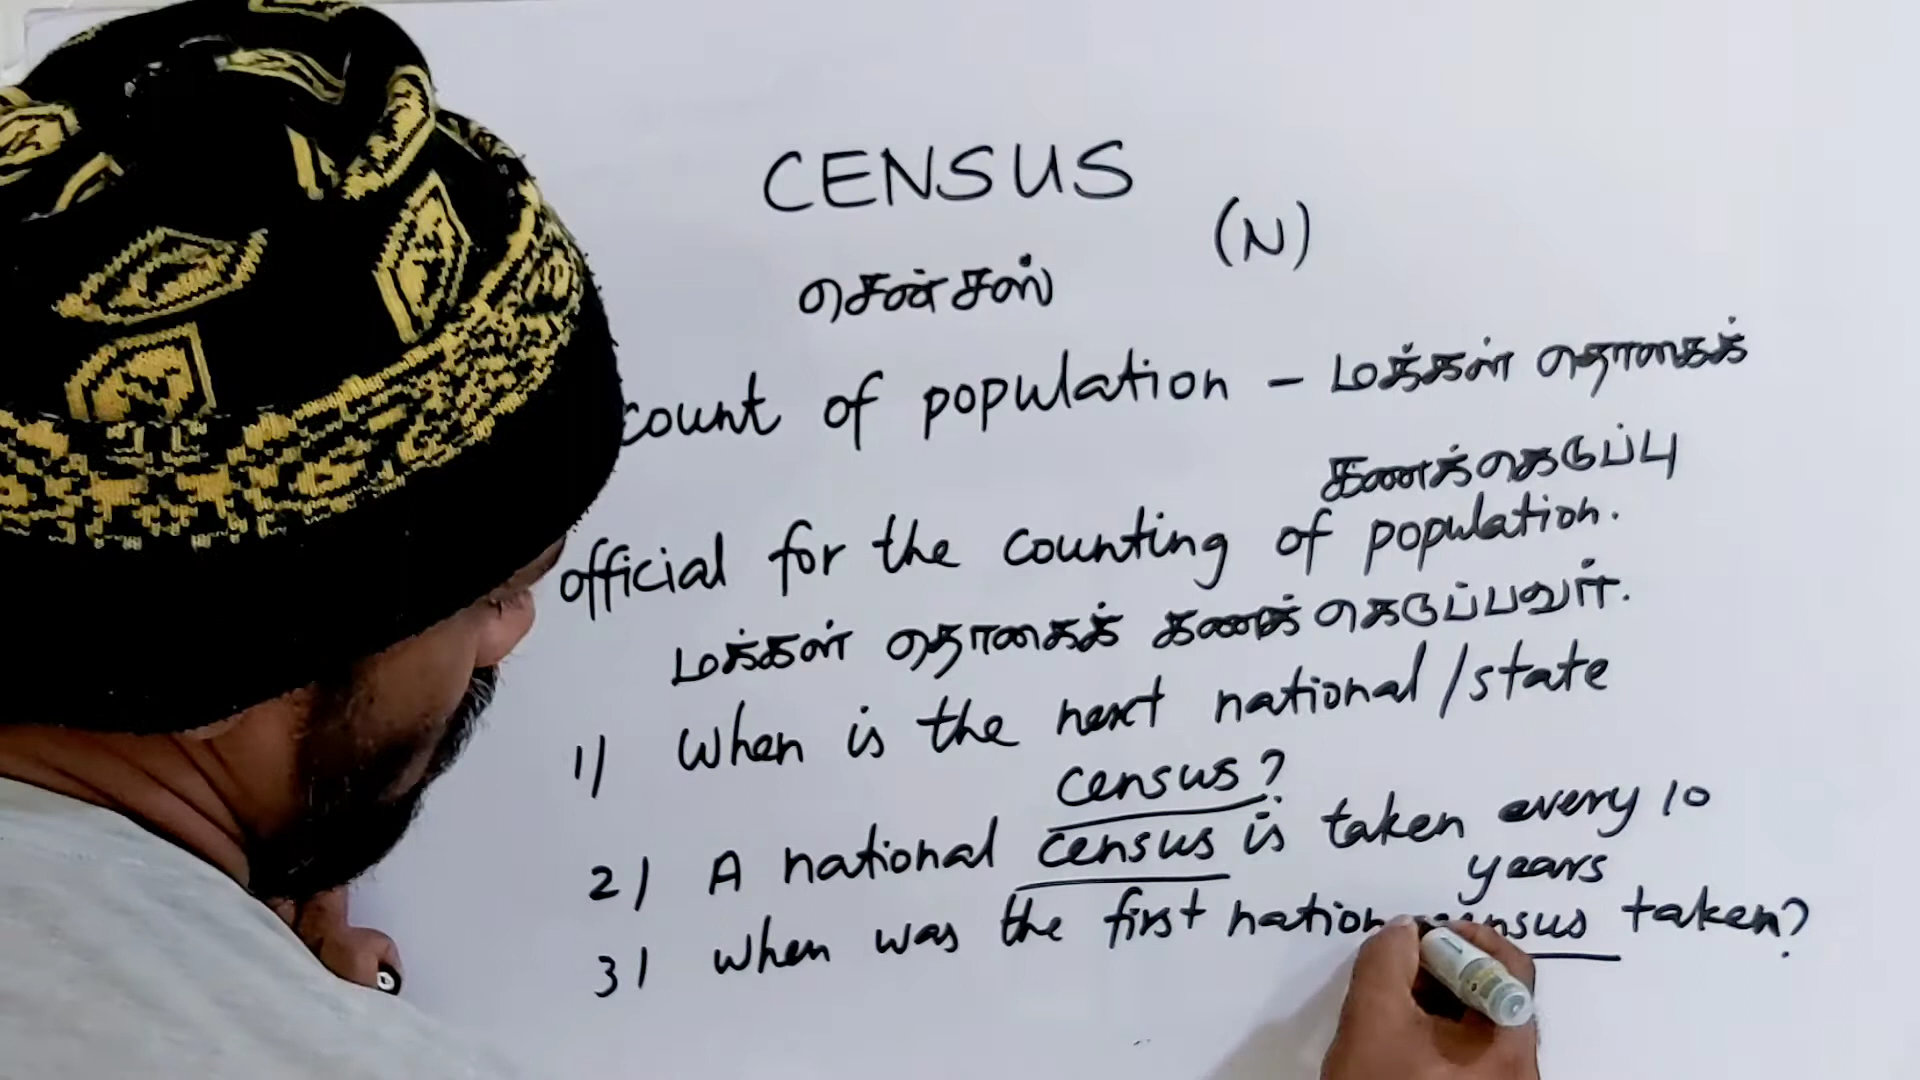 CENSUS
(N)
சென்சஸ்
count of population - மக்கள் தொகைக்
கணக்கெடுப்பு
official for the counting of population.
மக்கள் தொகைக் கணக்கெடுப்பவர்.
1) When is the next national/state
census?
2) A national census is taken every 10
years
3) when was the first nation census taken?